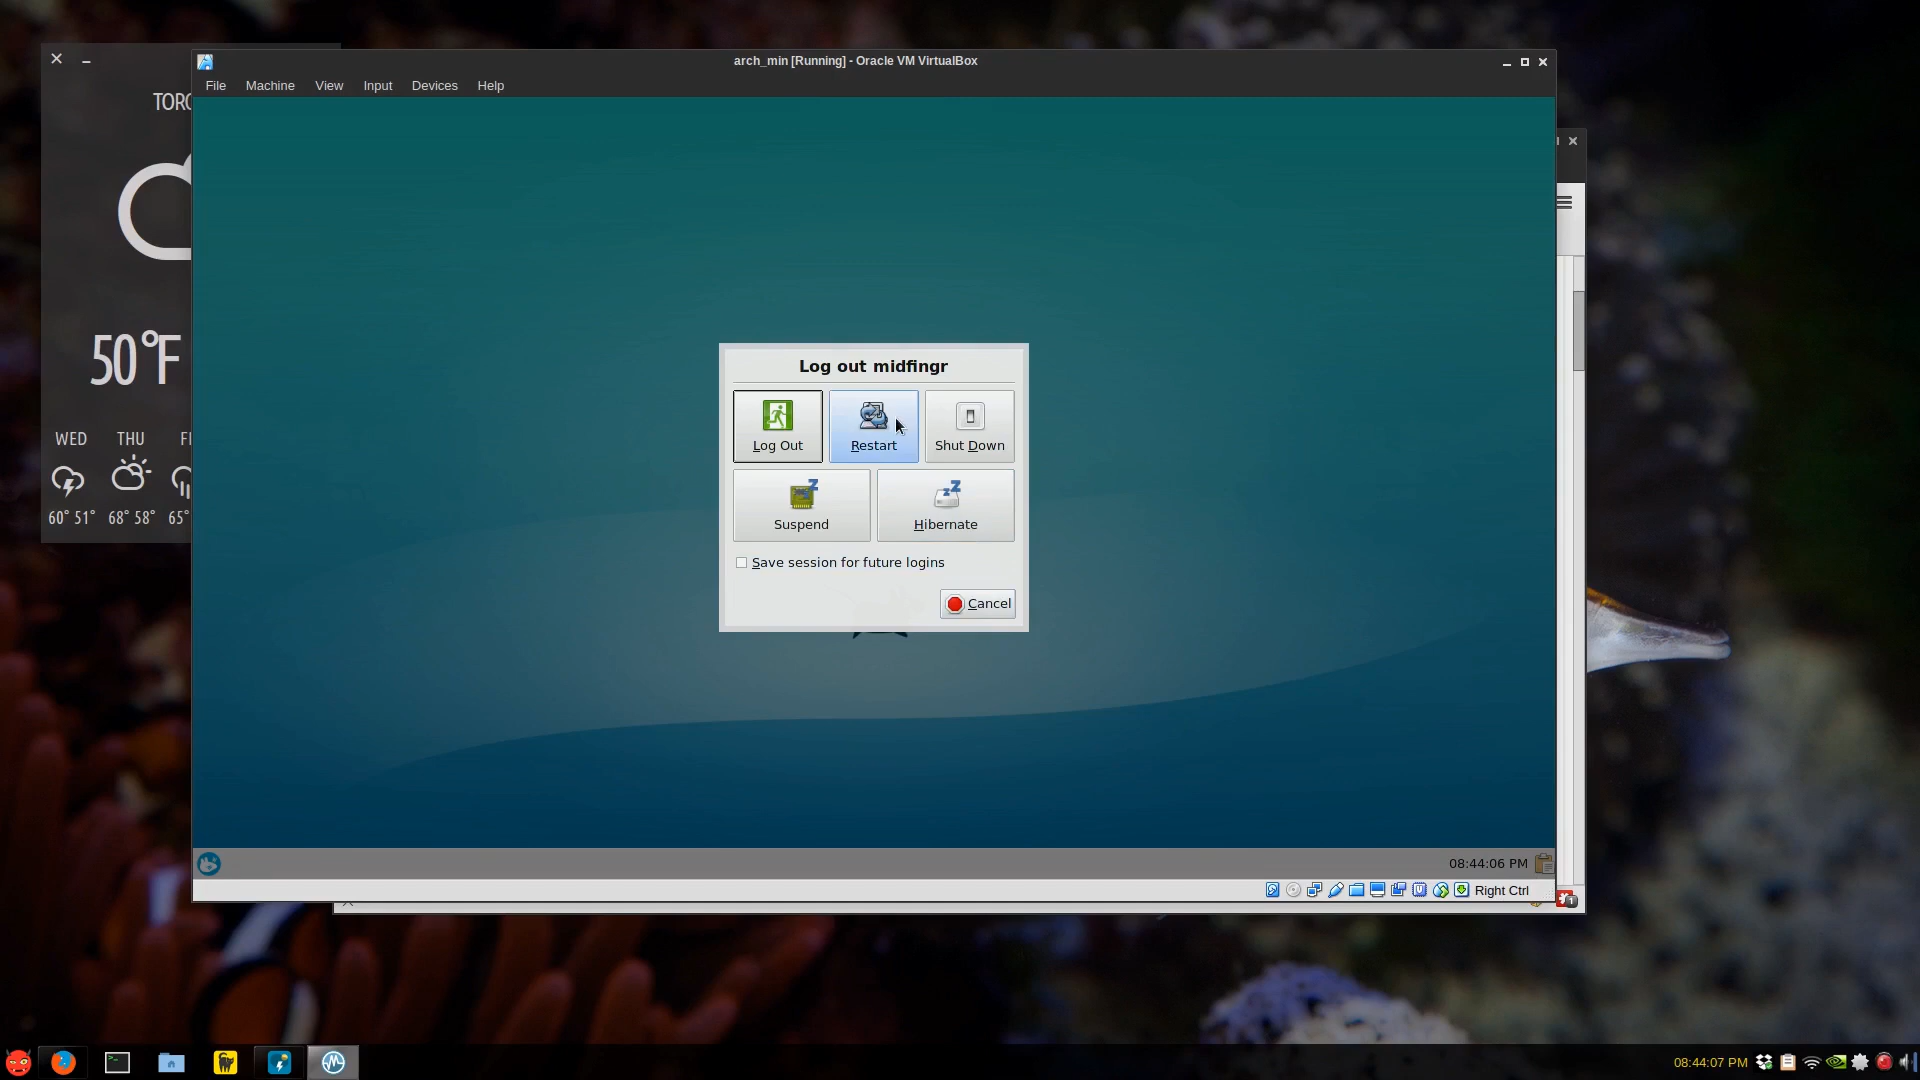 arch_min [Running] - Oracle VM VirtualBox
File Machine View Input Devices Help
50°F
WED THU
60° 51° 68° 58° 65°
Log out midfingr
Log Out
Restart
Shut Down
Suspend
Hibernate
Save session for future logins
Cancel
08:44:06 PM
Right Ctrl
1
08:44:07 PM